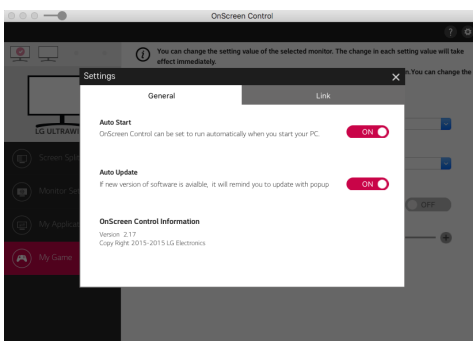 OnScreen Control
?
You can change the setting value of the selected monitor. The change in each setting value will take
effect immediately.
n.You can change the
Settings
General
Link
Auto Start
OnScreen Control can be set to run automatically when you start your PC.
ON
Auto Update
If new version of software is avialble, it will remind you to update with popup
ON
OnScreen Control Information
Version 2.17
Copy Right 2015-2015 LG Electronics
LG ULTRAWI
Screen Spli
Monitor Set
My Applicat
My Game
OFF